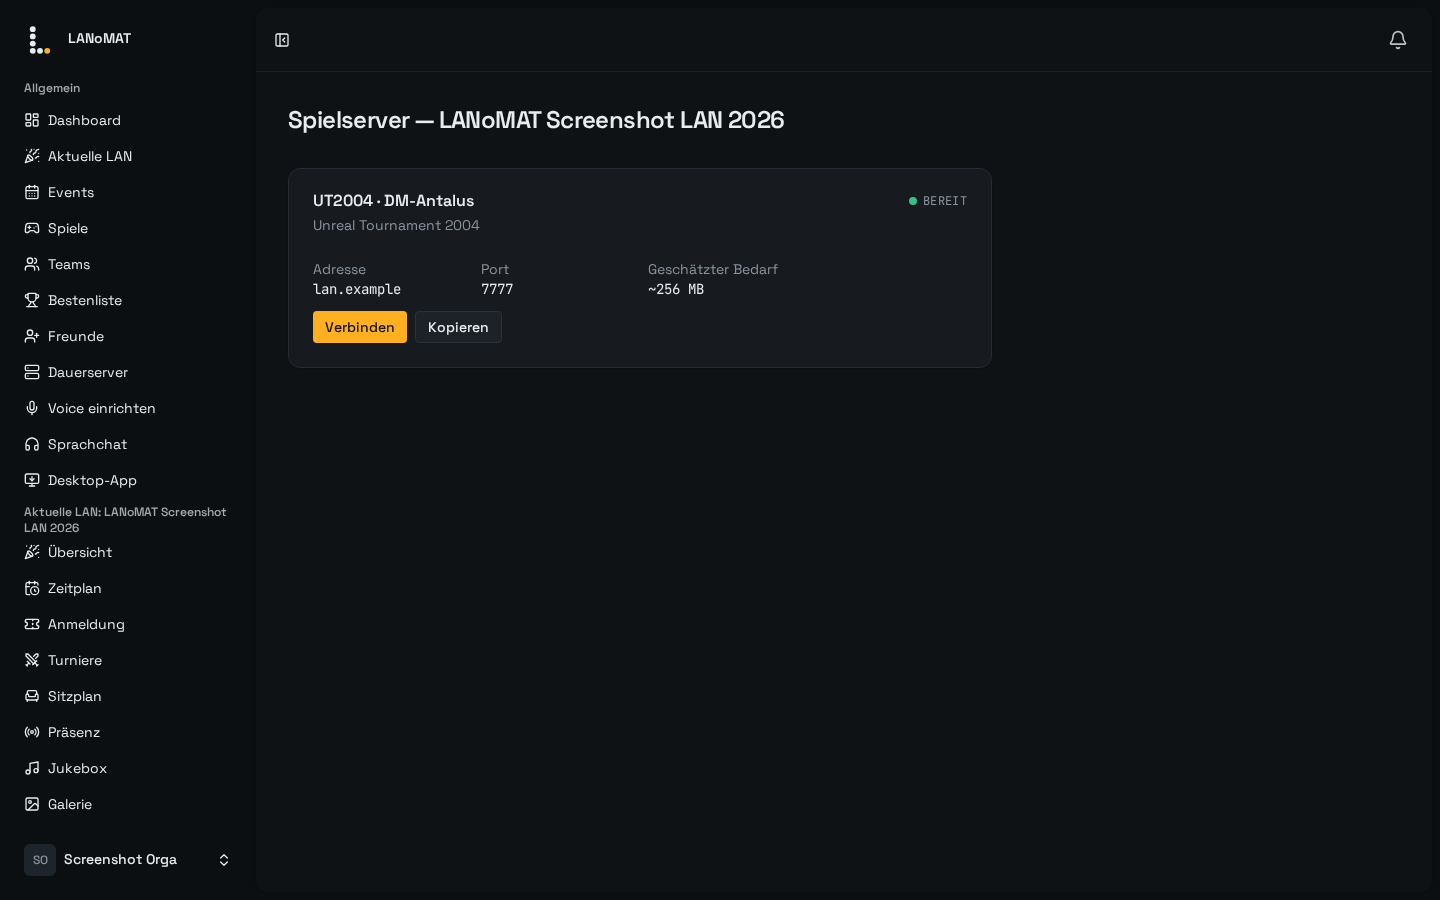 LANoMAT
Allgemein
Dashboard
Aktuelle LAN
Events
Spiele
Teams
Bestenliste
Freunde
Dauerserver
Voice einrichten
Sprachchat
Desktop-App
Aktuelle LAN: LANoMAT Screenshot
LAN 2026
Übersicht
Zeitplan
Anmeldung
Turniere
Sitzplan
Präsenz
Jukebox
Galerie
SO Screenshot Orga
Spielserver — LANoMAT Screenshot LAN 2026
UT2004 · DM-Antalus
BEREIT
Unreal Tournament 2004
Adresse Port Geschätzter Bedarf
lan.example 7777 ~256 MB
Verbinden Kopieren